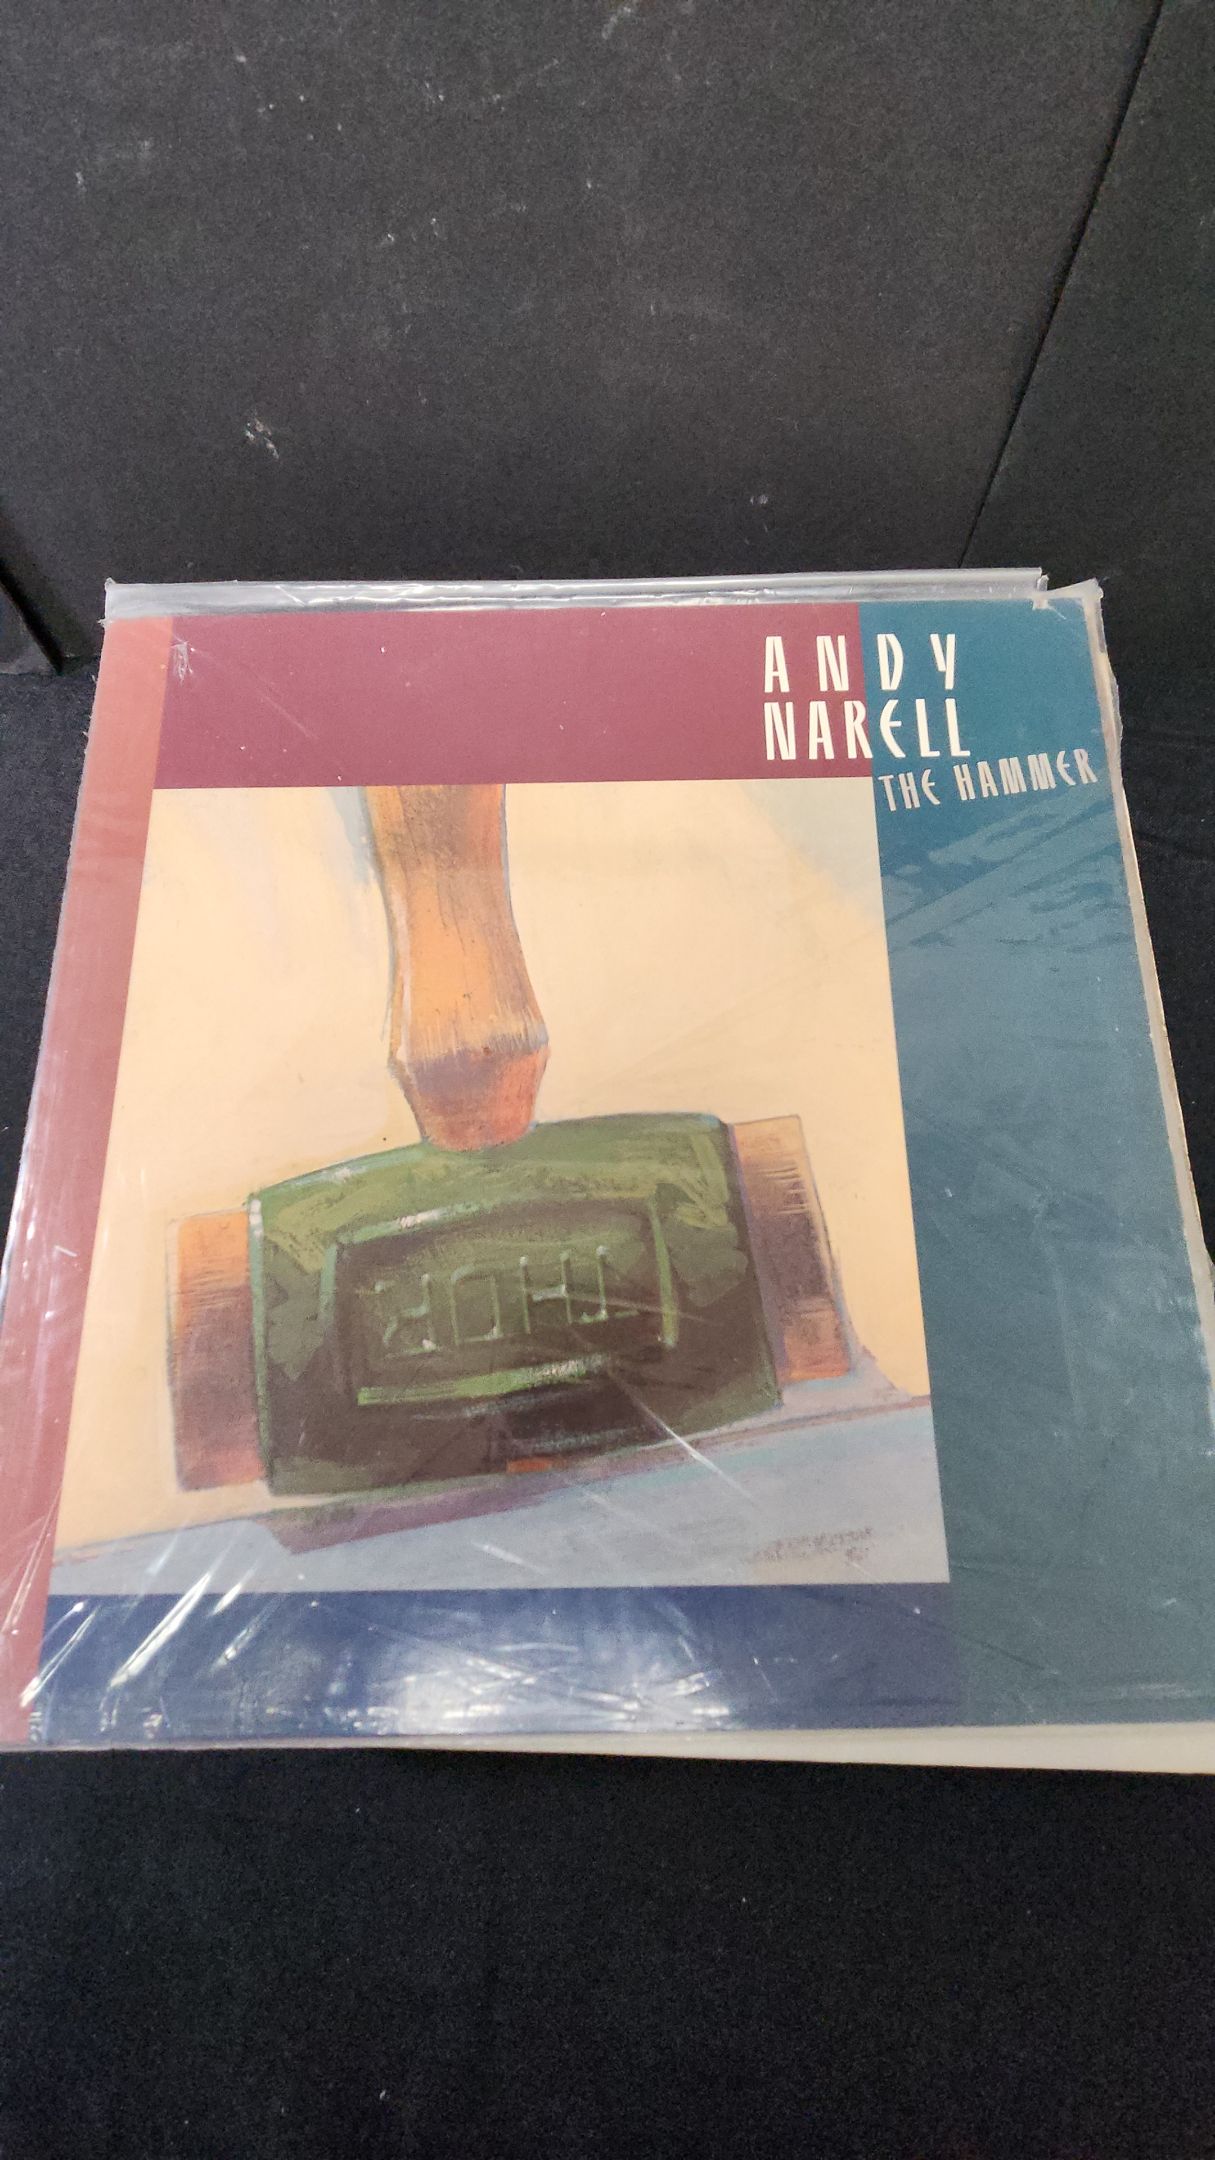 ANDY
NARELL
THE HAMMER
THOR